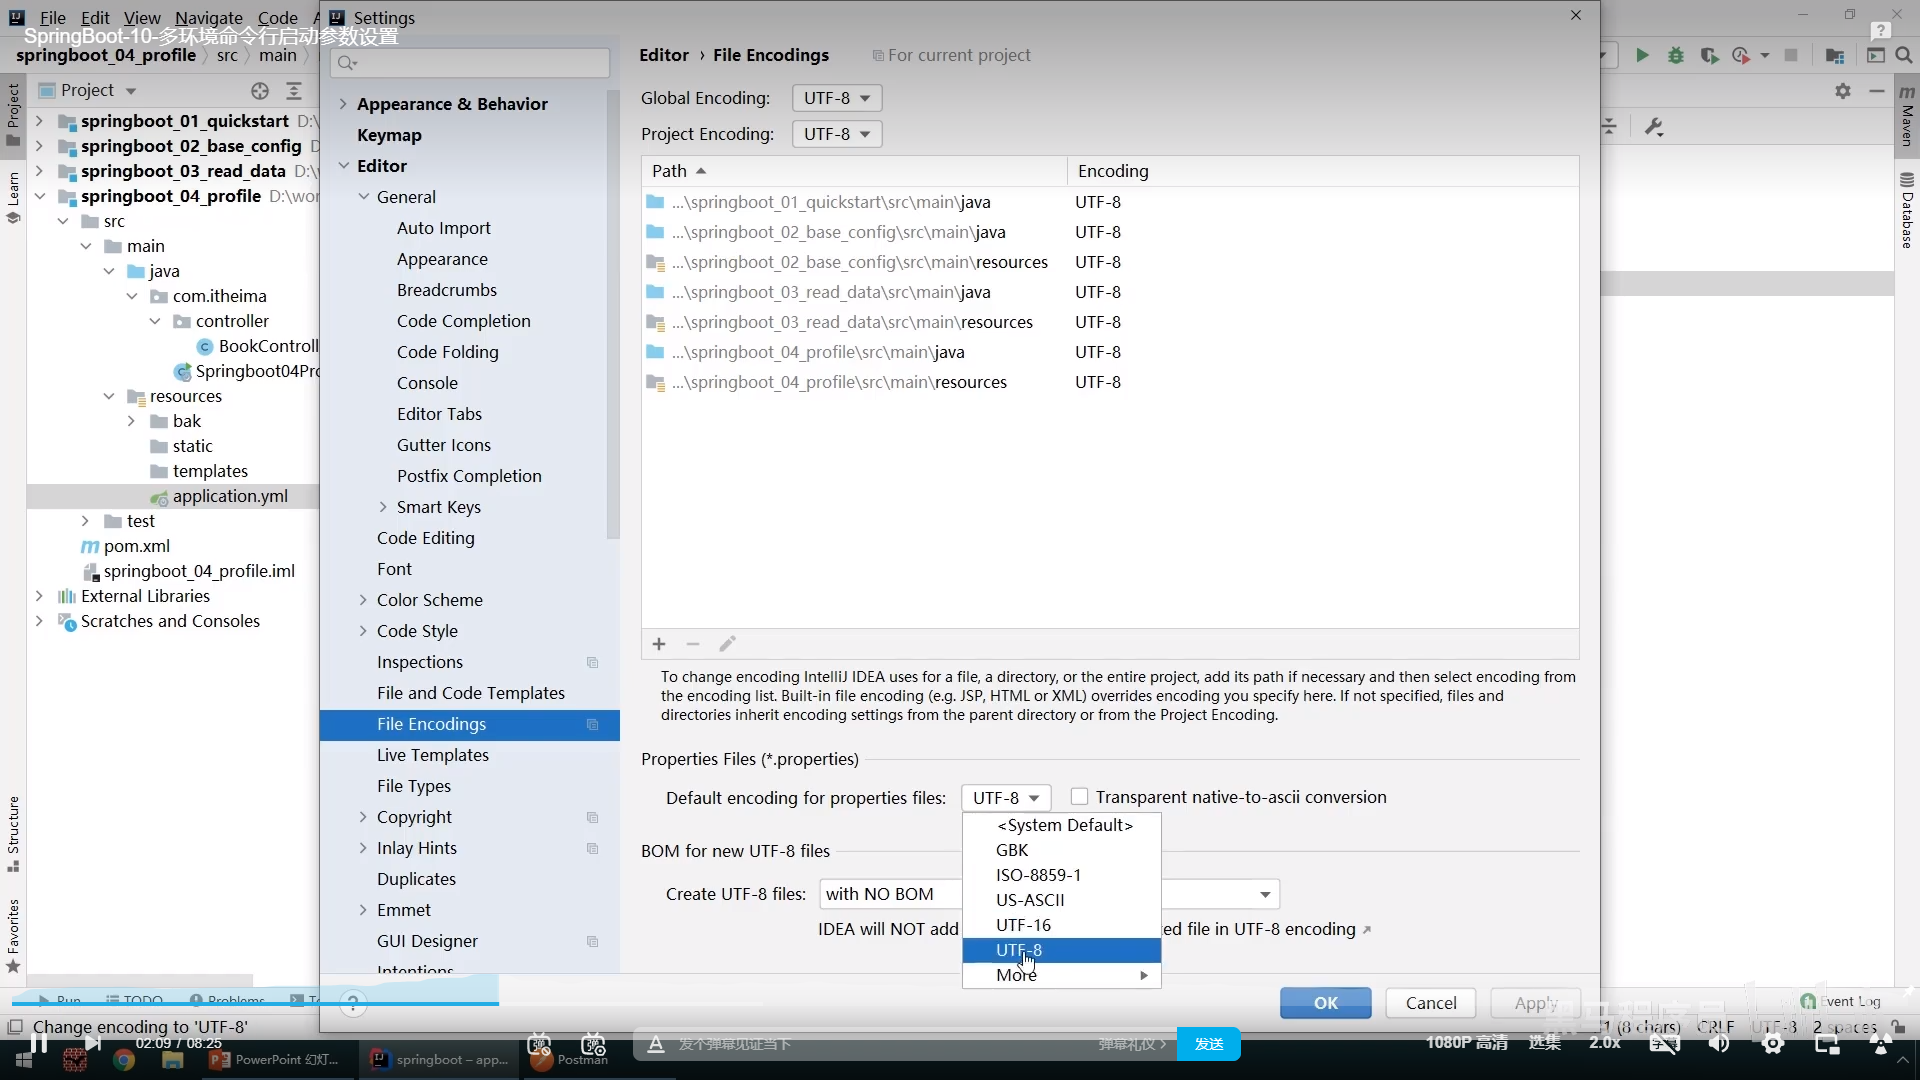 File Edit View Navigate Code
Settings
SpringBoot-10-多环境命令行启动参数设置
springboot_04_profile src main
Project
springboot_01_quickstart D:\
springboot_02_base_config D
springboot_03_read_data D:\
springboot_04_profile D:\wor
src
main
java
com.itheima
controller
BookControll
Springboot04Pro
resources
bak
static
templates
application.yml
test
pom.xml
springboot_04_profile.iml
External Libraries
Scratches and Consoles
Project
Learn
Structure
Favorites
Appearance & Behavior
Keymap
Editor
General
Auto Import
Appearance
Breadcrumbs
Code Completion
Code Folding
Console
Editor Tabs
Gutter Icons
Postfix Completion
Smart Keys
Code Editing
Font
Color Scheme
Code Style
Inspections
File and Code Templates
File Encodings
Live Templates
File Types
Copyright
Inlay Hints
Duplicates
Emmet
GUI Designer
Intentions
Editor › File Encodings For current project
Global Encoding: UTF-8
Project Encoding: UTF-8
Path Encoding
...\springboot_01_quickstart\src\main\java UTF-8
...\springboot_02_base_config\src\main\java UTF-8
...\springboot_02_base_config\src\main\resources UTF-8
...\springboot_03_read_data\src\main\java UTF-8
...\springboot_03_read_data\src\main\resources UTF-8
...\springboot_04_profile\src\main\java UTF-8
...\springboot_04_profile\src\main\resources UTF-8
To change encoding IntelliJ IDEA uses for a file, a directory, or the entire project, add its path if necessary and then select encoding from
the encoding list. Built-in file encoding (e.g. JSP, HTML or XML) overrides encoding you specify here. If not specified, files and
directories inherit encoding settings from the parent directory or from the Project Encoding.
Properties Files (*.properties)
Default encoding for properties files: UTF-8 Transparent native-to-ascii conversion
<System Default>
GBK
ISO-8859-1
US-ASCII
UTF-16
UTF-8
More
BOM for new UTF-8 files
Create UTF-8 files: with NO BOM
IDEA will NOT add ed file in UTF-8 encoding
OK Cancel Apply
Maven
Database
Run TODO Problems Te
Event Log
Change encoding to 'UTF-8'
(8 chars) CRLF UTF-8 2 spaces
02:09 / 08:25
PowerPoint 幻灯...
springboot – app...
Postman
发个弹幕见证当下
弹幕礼仪 >
发送
1080P 高清 选集 2.0x